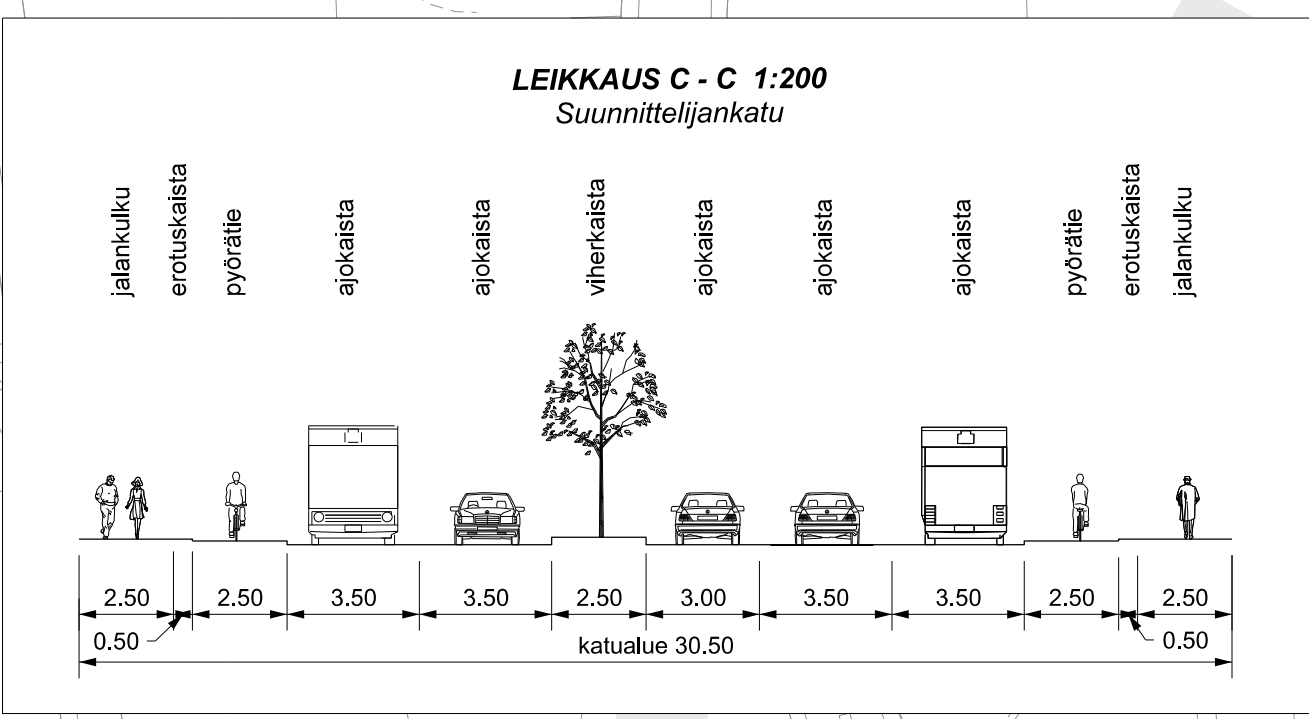 LEIKKAUS C - C 1:200
Suunnittelijankatu
jalankulku
erotuskaista
pyörätie
ajokaista
ajokaista
viherkaista
ajokaista
ajokaista
ajokaista
pyörätie
erotuskaista
jalankulku
2.50 2.50 3.50 3.50 2.50 3.00 3.50 3.50 2.50 2.50
0.50 0.50
katualue 30.50